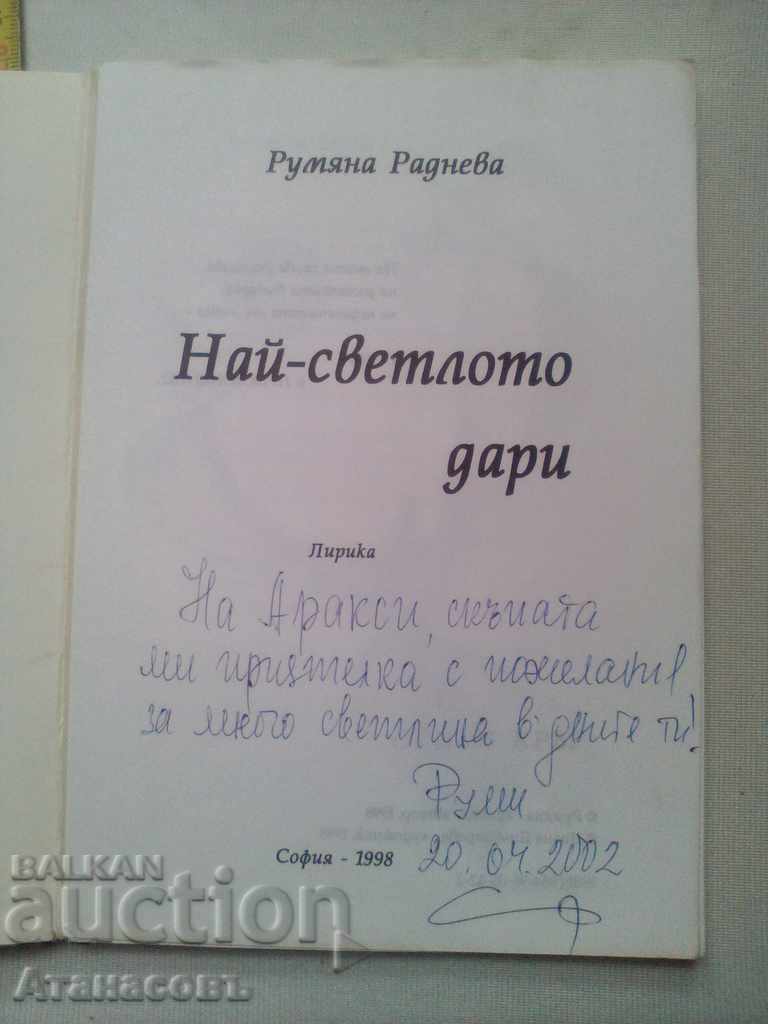 Румяна Раднева
Най-светлото
дари
Лирика
На Аракси, скъпата
ми приятелка с пожелание
за много светлина в дните ти!
Руми
София - 1998
20.04.2002
BALKAN
auction
Атанасовъ